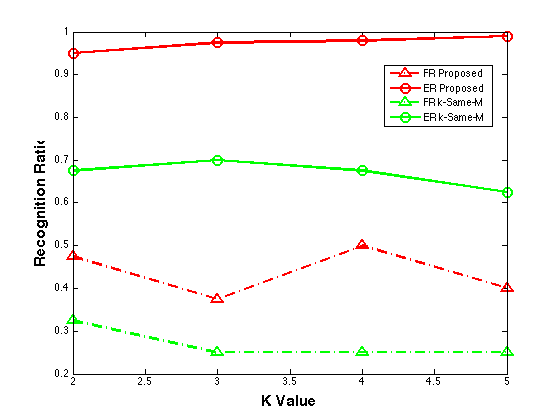 1
0.9
0.8
0.7
0.6
0.5
0.4
0.3
0.2
Recognition Ratio
2 2.5 3 3.5 4 4.5 5
K Value
FR Proposed
ER Proposed
FR k-Same-M
ER k-Same-M